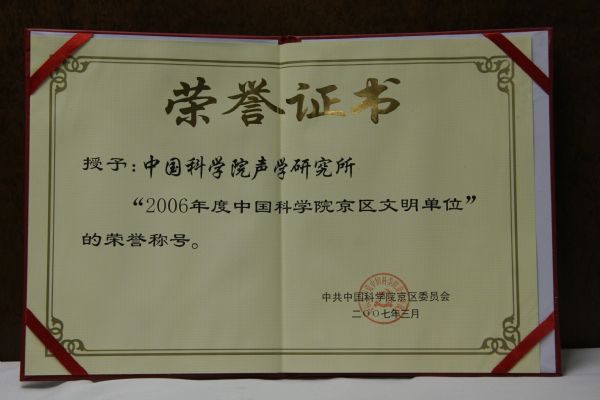 荣誉证书
授予：中国科学院声学研究所
“2006年度中国科学院京区文明单位”
的荣誉称号。
中共中国科学院京区委员会
二〇〇七年三月